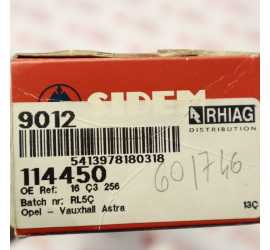 SIDEM
9012
RHIAG
DISTRIBUTION
5413978180318
114450
601746
OE Ref: 16 Ç3 256
Batch nr: RL5Ç
Opel - Vauxhall Astra
13Ç